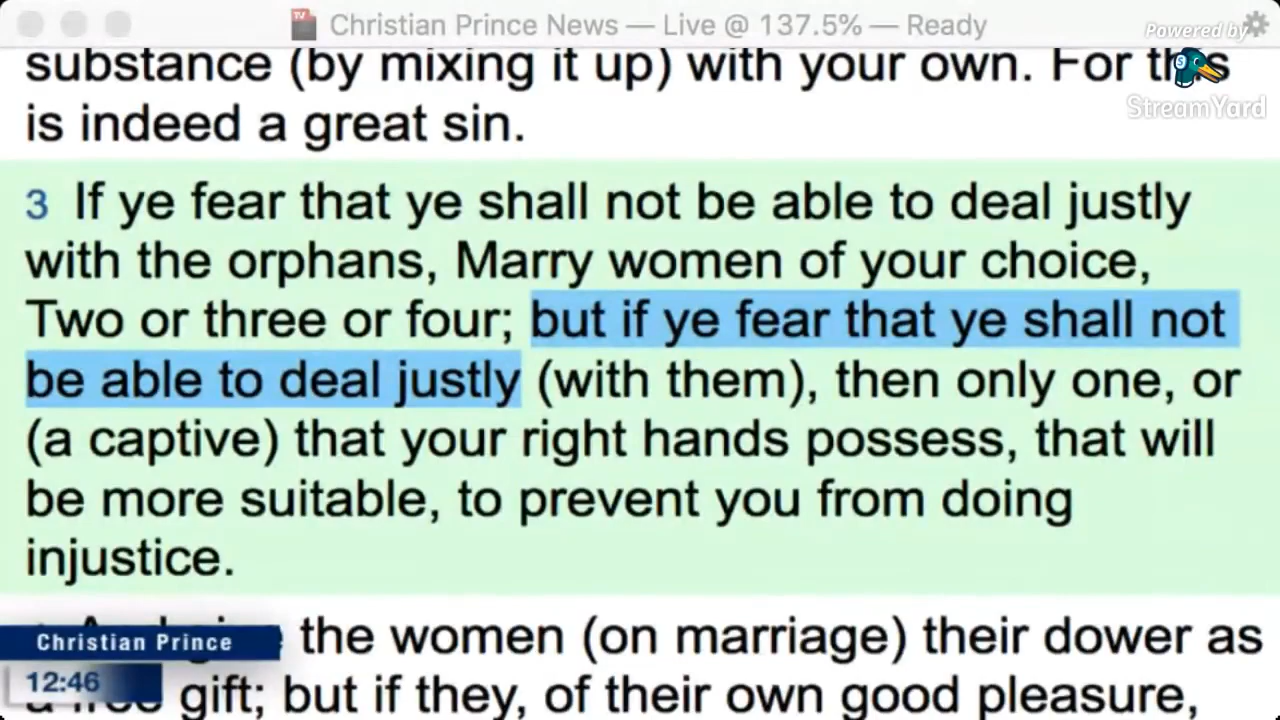 Christian Prince News — Live @ 137.5% — Ready
Powered by
StreamYard
substance (by mixing it up) with your own. For this
is indeed a great sin.
3 If ye fear that ye shall not be able to deal justly
with the orphans, Marry women of your choice,
Two or three or four; but if ye fear that ye shall not
be able to deal justly (with them), then only one, or
(a captive) that your right hands possess, that will
be more suitable, to prevent you from doing
injustice.
the women (on marriage) their dower as
gift; but if they, of their own good pleasure,
Christian Prince
12:46